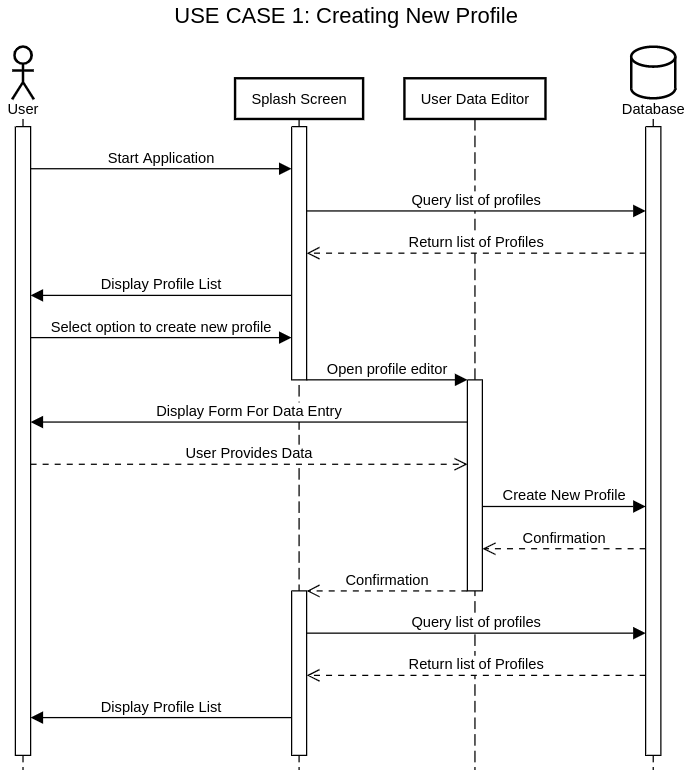 USE CASE 1: Creating New Profile
User
Splash Screen
User Data Editor
Database
Start Application
Query list of profiles
Return list of Profiles
Display Profile List
Select option to create new profile
Open profile editor
Display Form For Data Entry
User Provides Data
Create New Profile
Confirmation
Confirmation
Query list of profiles
Return list of Profiles
Display Profile List